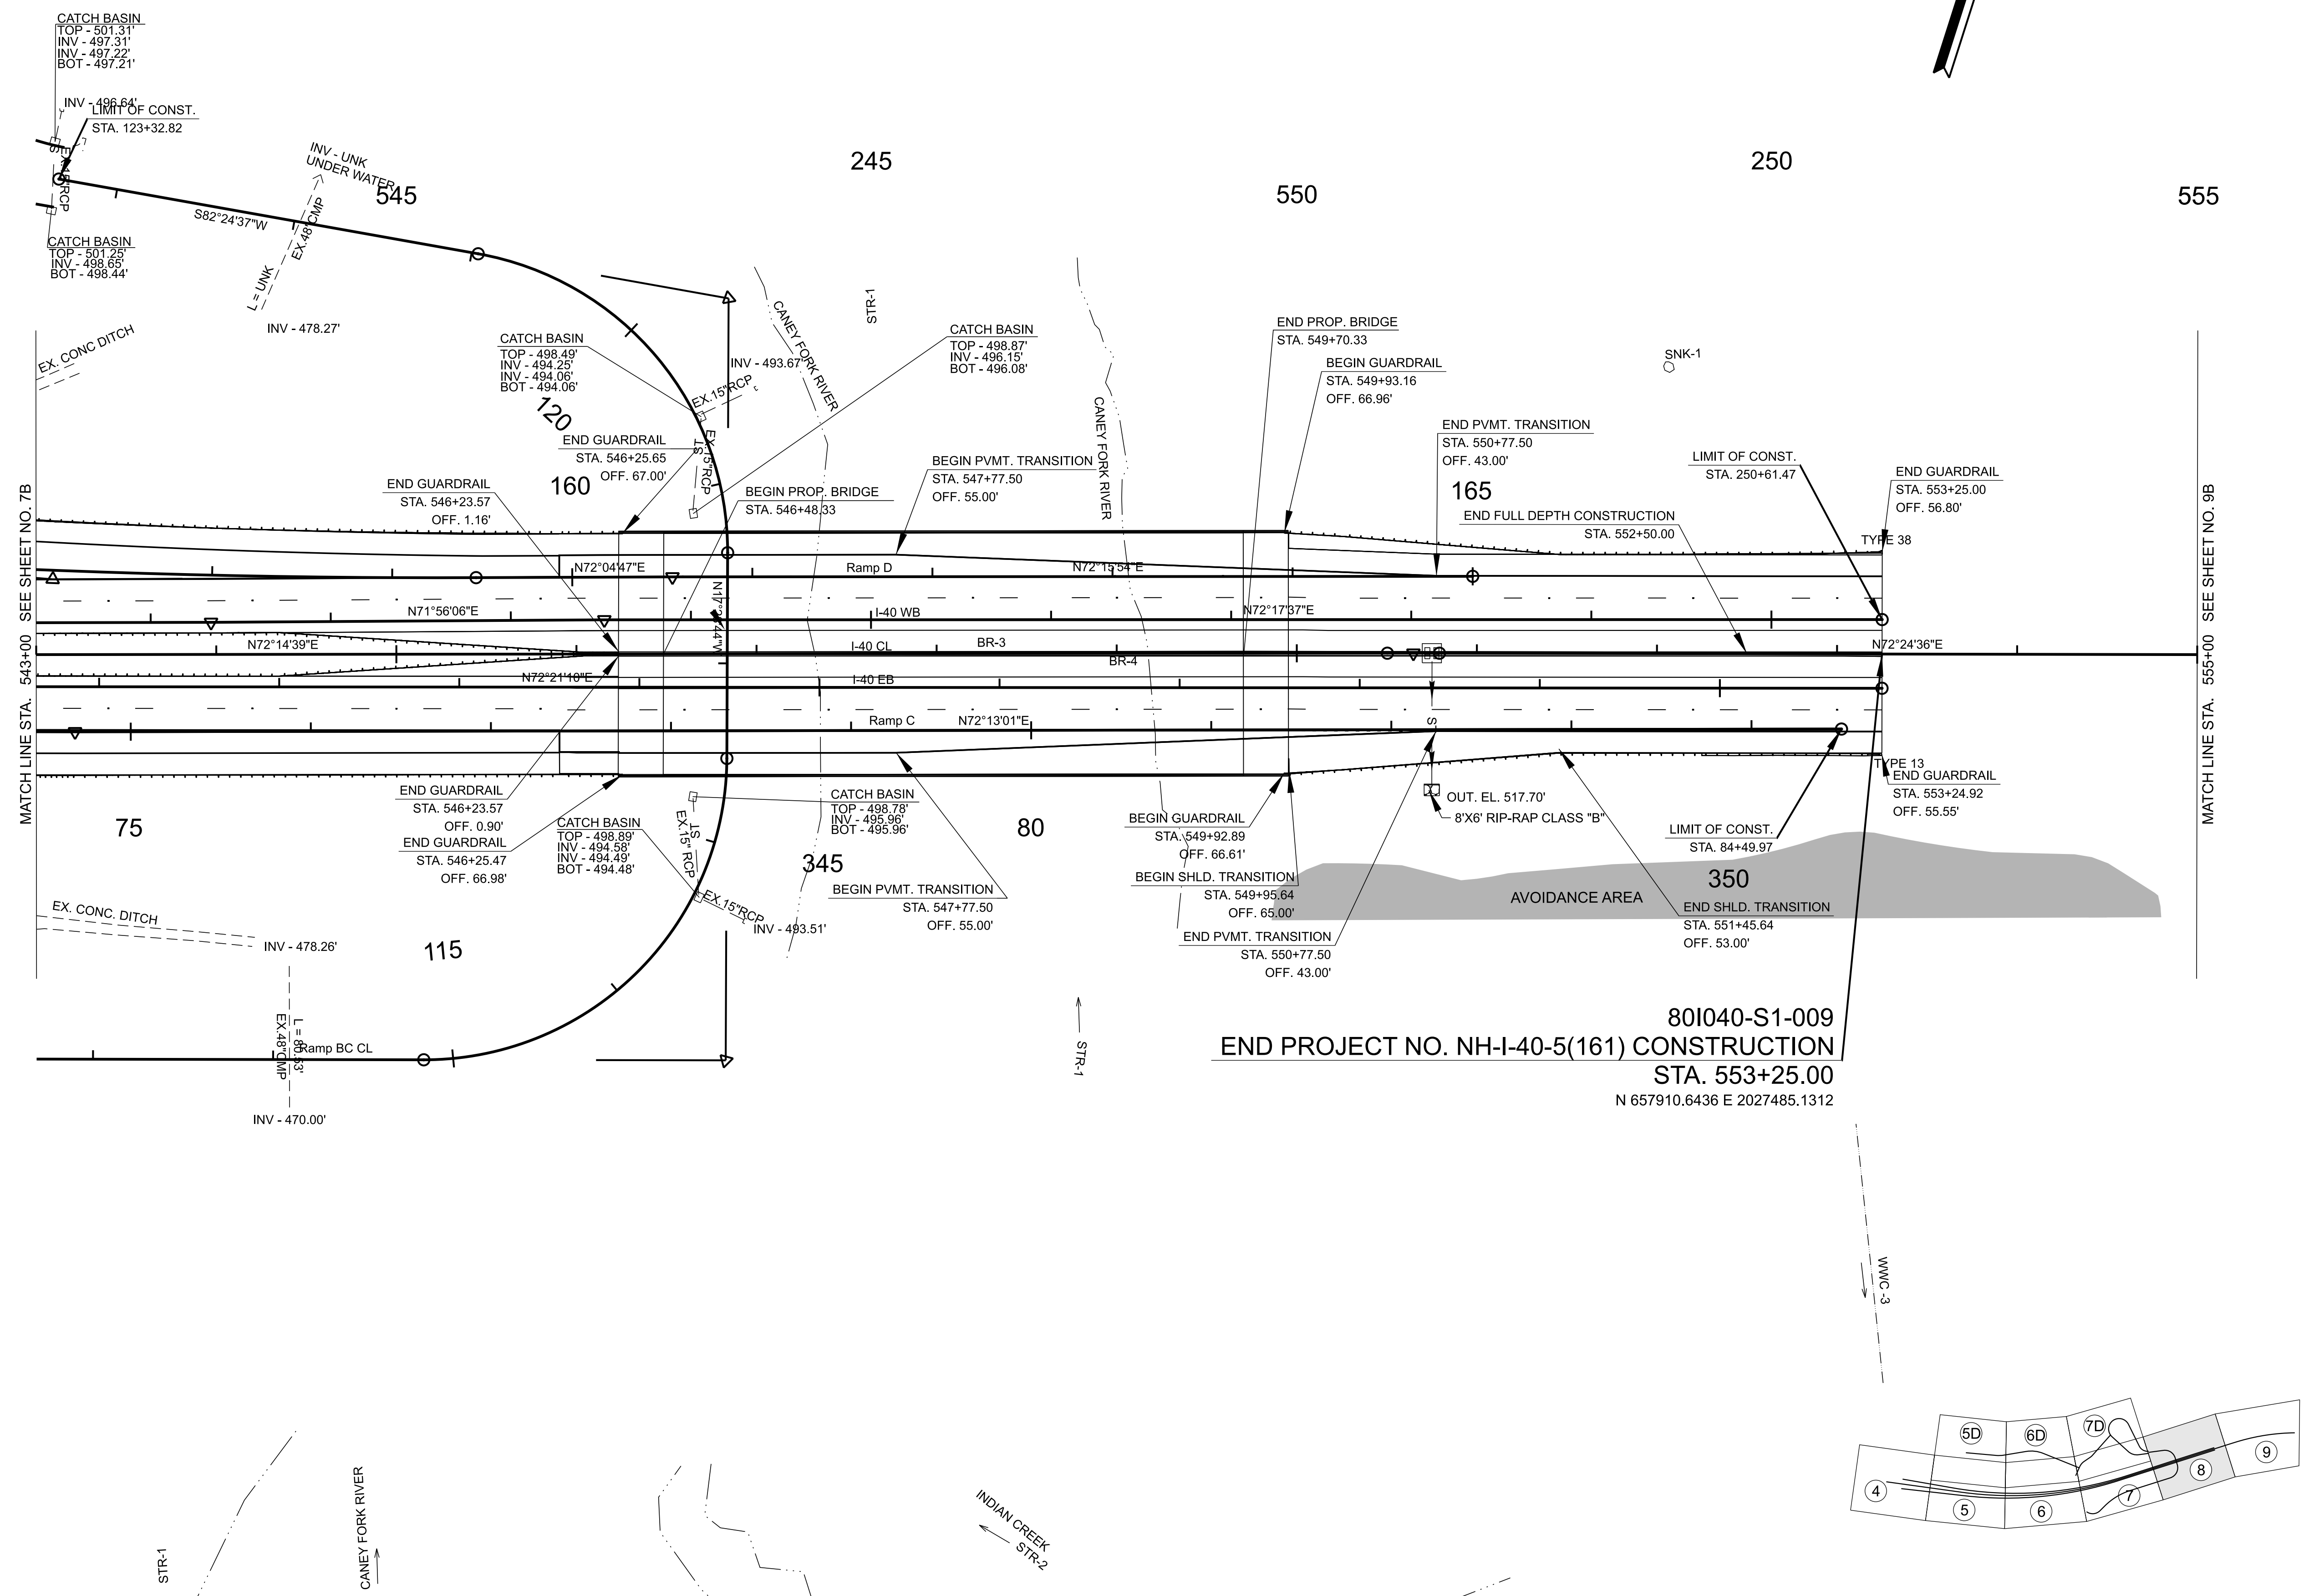 CATCH BASIN
TOP - 501.31'
INV - 497.31'
INV - 497.22'
BOT - 497.21'
INV - 496.64'
LIMIT OF CONST.
STA. 123+32.82
ST
EX.18"RCP
CATCH BASIN
TOP - 501.25'
INV - 498.65'
BOT - 498.44'
S82°24'37"W
INV - UNK
UNDER WATER
EX.48"CMP
L = UNK
INV - 478.27'
545
245
550
250
555
EX. CONC DITCH
CATCH BASIN
TOP - 498.49'
INV - 494.25'
INV - 494.06'
BOT - 494.06'
120
INV - 493.67'
EX.15"RCP
CANEY FORK RIVER
STR-1
CATCH BASIN
TOP - 498.87'
INV - 496.15'
BOT - 496.08'
CANEY FORK RIVER
END PROP. BRIDGE
STA. 549+70.33
BEGIN GUARDRAIL
STA. 549+93.16
OFF. 66.96'
SNK-1
END GUARDRAIL
STA. 546+25.65
OFF. 67.00'
ST
EX.15"RCP
BEGIN PVMT. TRANSITION
STA. 547+77.50
OFF. 55.00'
END PVMT. TRANSITION
STA. 550+77.50
OFF. 43.00'
LIMIT OF CONST.
STA. 250+61.47
END GUARDRAIL
STA. 553+25.00
OFF. 56.80'
END GUARDRAIL
STA. 546+23.57
OFF. 1.16'
160
BEGIN PROP. BRIDGE
STA. 546+48.33
165
END FULL DEPTH CONSTRUCTION
STA. 552+50.00
TYPE 38
MATCH LINE STA. 543+00 SEE SHEET NO. 7B
MATCH LINE STA. 555+00 SEE SHEET NO. 9B
N72°04'47"E
Ramp D
N72°15'54"E
N71°56'06"E
I-40 WB
N72°17'37"E
N72°14'39"E
I-40 CL
BR-3
N72°24'36"E
BR-4
N72°21'10"E
I-40 EB
Ramp C
N72°13'01"E
TYPE 13
END GUARDRAIL
STA. 553+24.92
OFF. 55.55'
75
END GUARDRAIL
STA. 546+23.57
OFF. 0.90'
END GUARDRAIL
STA. 546+25.47
OFF. 66.98'
CATCH BASIN
TOP - 498.89'
INV - 494.58'
INV - 494.49'
BOT - 494.48'
ST
EX.15" RCP
CATCH BASIN
TOP - 498.78'
INV - 495.96'
BOT - 495.96'
345
80
BEGIN GUARDRAIL
STA. 549+92.89
OFF. 66.61'
OUT. EL. 517.70'
8'X6' RIP-RAP CLASS "B"
LIMIT OF CONST.
STA. 84+49.97
350
BEGIN PVMT. TRANSITION
STA. 547+77.50
OFF. 55.00'
BEGIN SHLD. TRANSITION
STA. 549+95.64
OFF. 65.00'
END PVMT. TRANSITION
STA. 550+77.50
OFF. 43.00'
AVOIDANCE AREA
END SHLD. TRANSITION
STA. 551+45.64
OFF. 53.00'
EX. CONC. DITCH
INV - 478.26'
115
EX.15"RCP
INV - 493.51'
EX.48"CMP
Ramp BC CL
INV - 470.00'
STR-1
80I040-S1-009
END PROJECT NO. NH-I-40-5(161) CONSTRUCTION
STA. 553+25.00
N 657910.6436 E 2027485.1312
WWC -3
STR-1
CANEY FORK RIVER
INDIAN CREEK
STR-2
5D
6D
7D
4
5
6
7
8
9